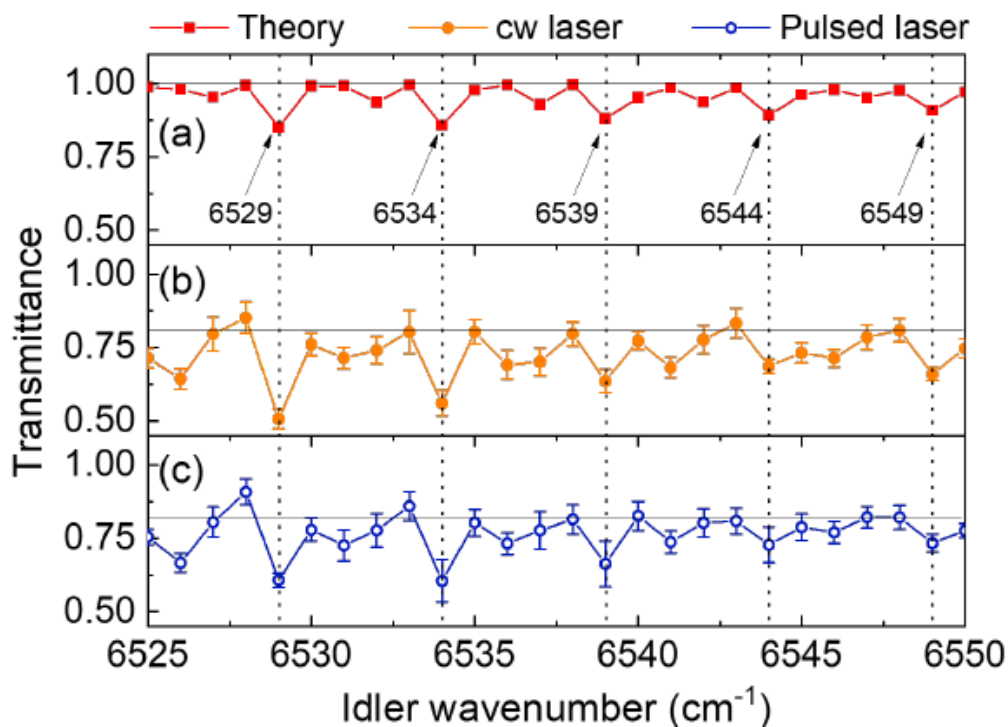 Theory cw laser Pulsed laser
1.00
(a)
0.75
6529 6534 6539 6544 6549
0.50
(b)
1.00
0.75
0.50
(c)
1.00
0.75
0.50
Transmittance
6525 6530 6535 6540 6545 6550
Idler wavenumber (cm⁻¹)